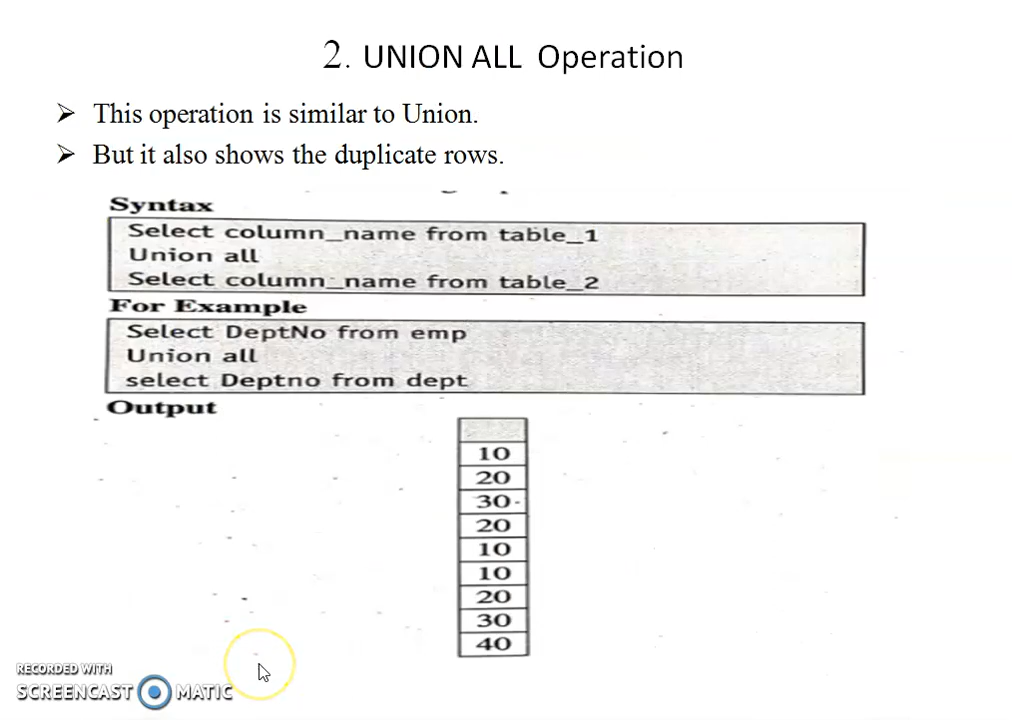 2. UNION ALL Operation
➢ This operation is similar to Union.
➢ But it also shows the duplicate rows.
Syntax
Select column_name from table_1
Union all
Select column_name from table_2
For Example
Select DeptNo from emp
Union all
select Deptno from dept
Output
10
20
30
20
10
10
20
30
40
RECORDED WITH
SCREENCAST MATIC